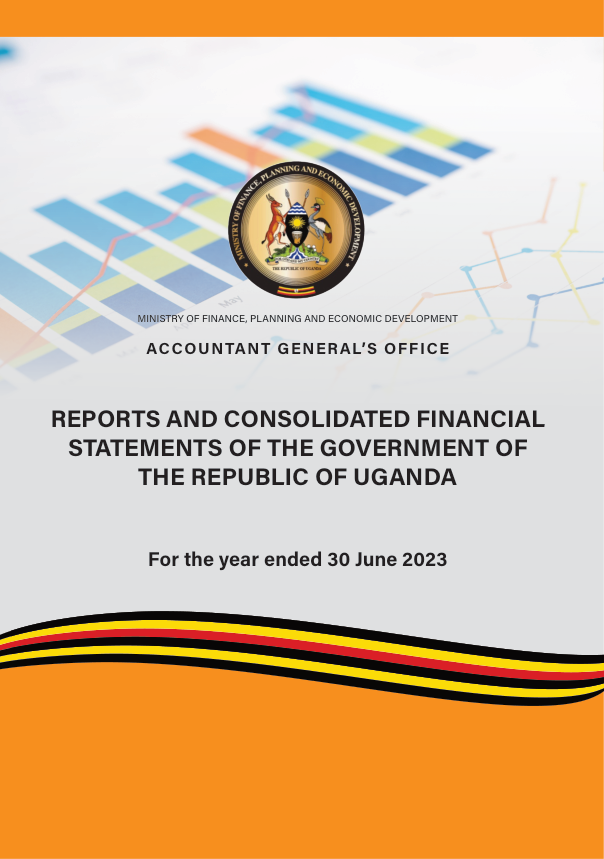 MINISTRY OF FINANCE, PLANNING AND ECONOMIC DEVELOPMENT
THE REPUBLIC OF UGANDA
MINISTRY OF FINANCE, PLANNING AND ECONOMIC DEVELOPMENT
ACCOUNTANT GENERAL'S OFFICE
REPORTS AND CONSOLIDATED FINANCIAL
STATEMENTS OF THE GOVERNMENT OF
THE REPUBLIC OF UGANDA
For the year ended 30 June 2023